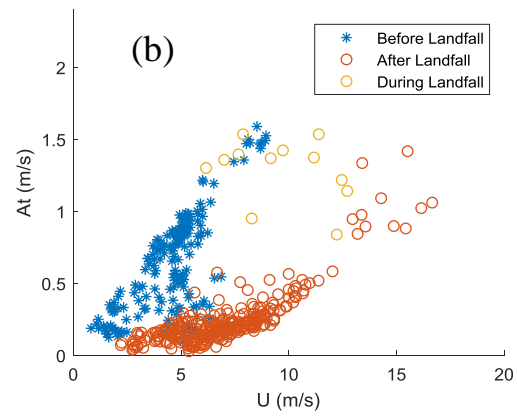 (b)
Before Landfall
After Landfall
During Landfall
2
1.5
1
0.5
0
0
5
10
15
20
At (m/s)
U (m/s)